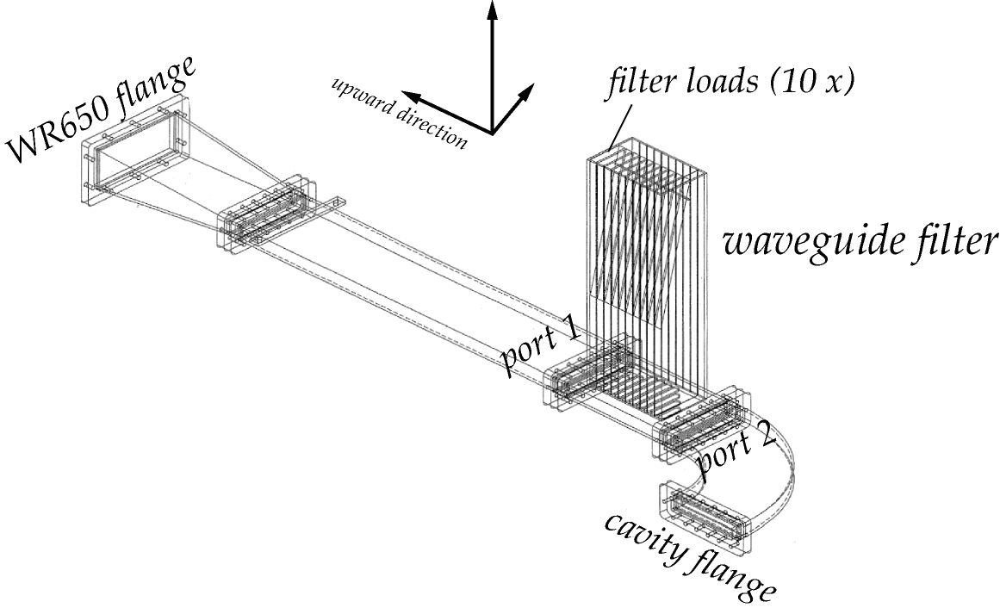 WR650 flange
upward direction
filter loads (10 x)
waveguide filter
port 1
port 2
cavity flange